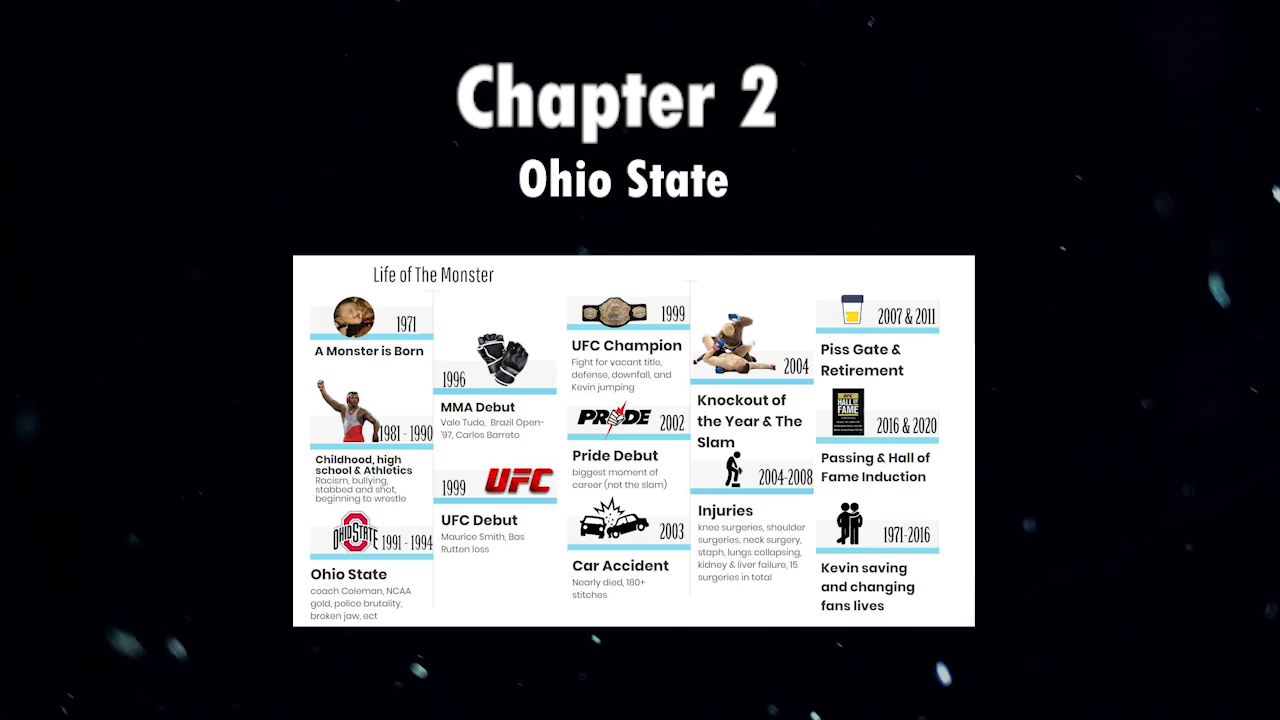 Chapter 2
Ohio State
Life of The Monster
1971
A Monster is Born
1981 - 1990
Childhood, high
school & Athletics
Racism, bullying,
stabbed and shot,
beginning to wrestle
OHIO STATE
1991 - 1994
Ohio State
coach Coleman, NCAA
gold, police brutality,
broken jaw, ect
1996
MMA Debut
Vale Tudo, Brazil Open-
'97, Carlos Barreto
1999
UFC
UFC Debut
Maurice Smith, Bas
Rutten loss
1999
UFC Champion
Fight for vacant title,
defense, downfall, and
Kevin jumping
PRIDE
2002
Pride Debut
biggest moment of
career (not the slam)
2003
Car Accident
Nearly died, 180+
stitches
2004
Knockout of
the Year & The
Slam
2004-2008
Injuries
knee surgeries, shoulder
surgeries, neck surgery,
staph, lungs collapsing,
kidney & liver failure, 15
surgeries in total
2007 & 2011
Piss Gate &
Retirement
UFC
HALL OF
FAME
2016 & 2020
Passing & Hall of
Fame Induction
1971-2016
Kevin saving
and changing
fans lives